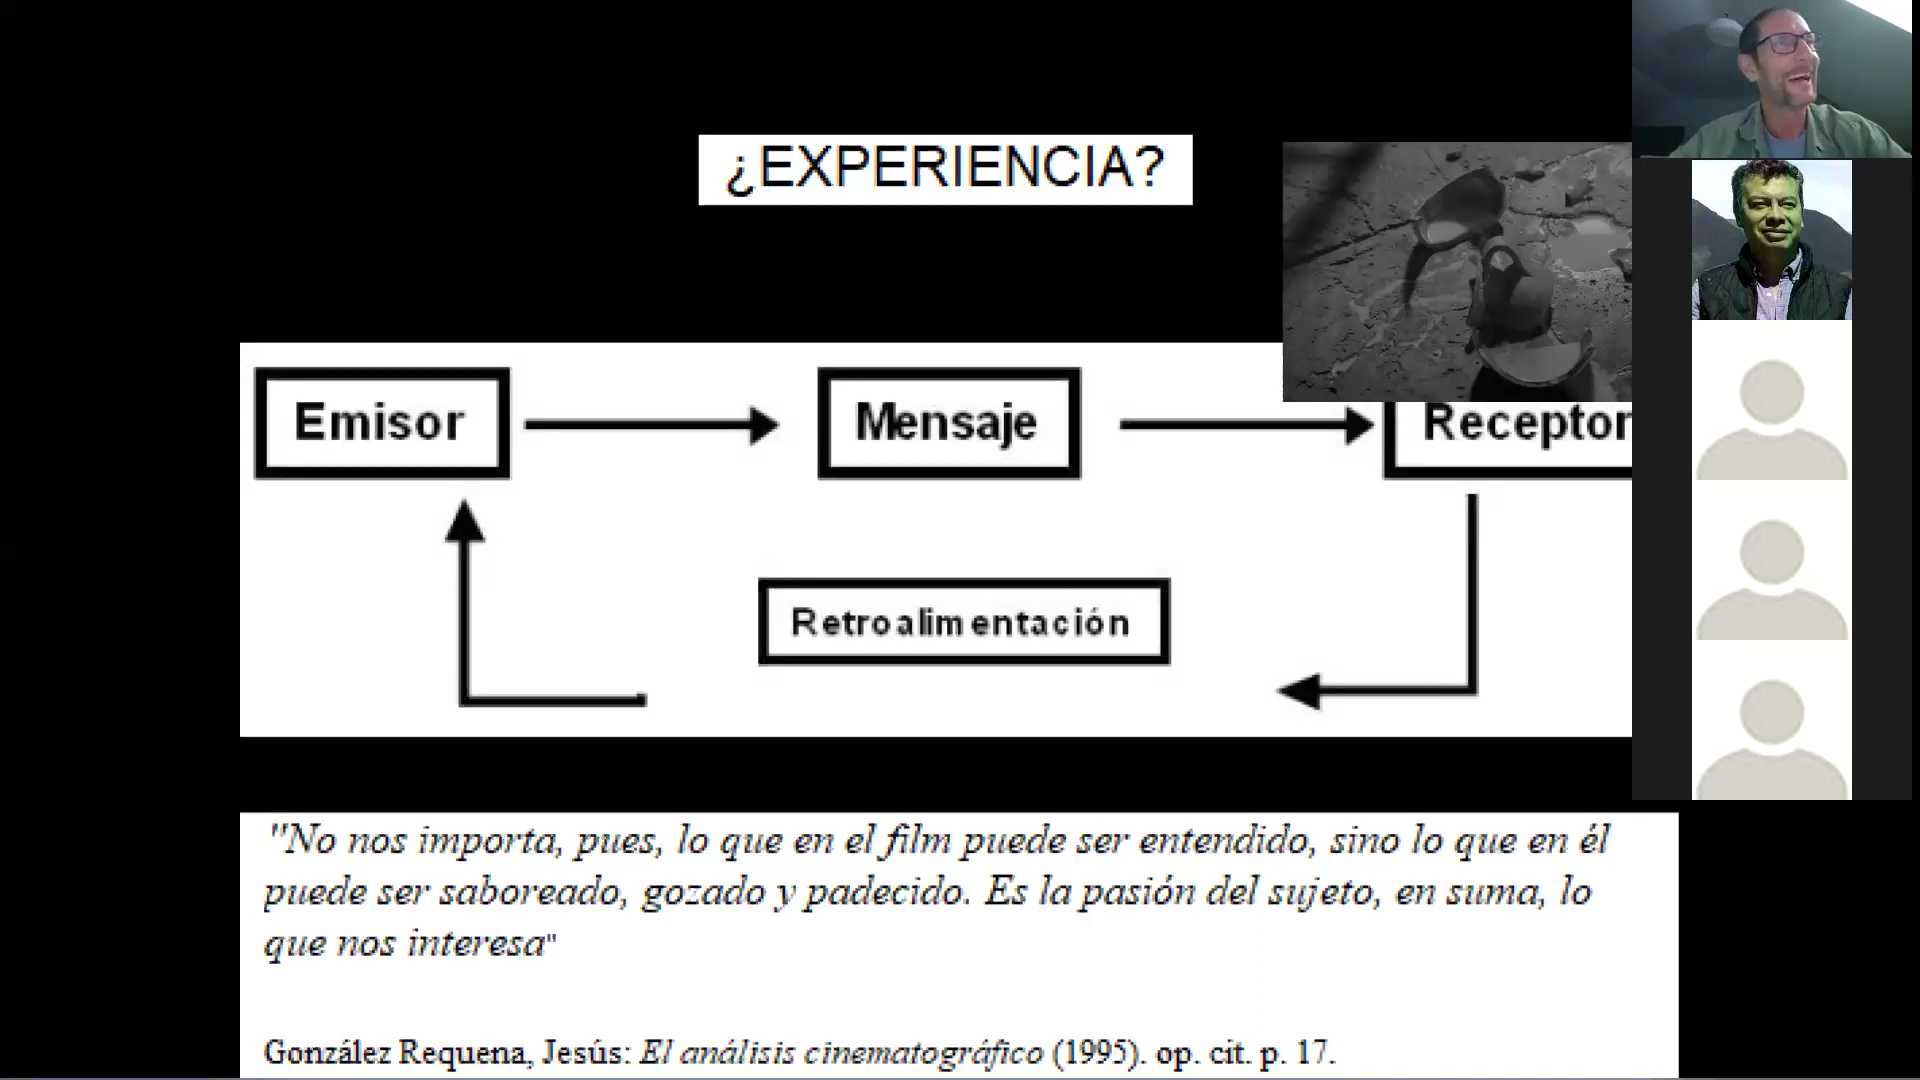 ¿EXPERIENCIA?
Emisor
Mensaje
Receptor
Retroalimentación
"No nos importa, pues, lo que en el film puede ser entendido, sino lo que en él
puede ser saboreado, gozado y padecido. Es la pasión del sujeto, en suma, lo
que nos interesa"
González Requena, Jesús: El análisis cinematográfico (1995). op. cit. p. 17.